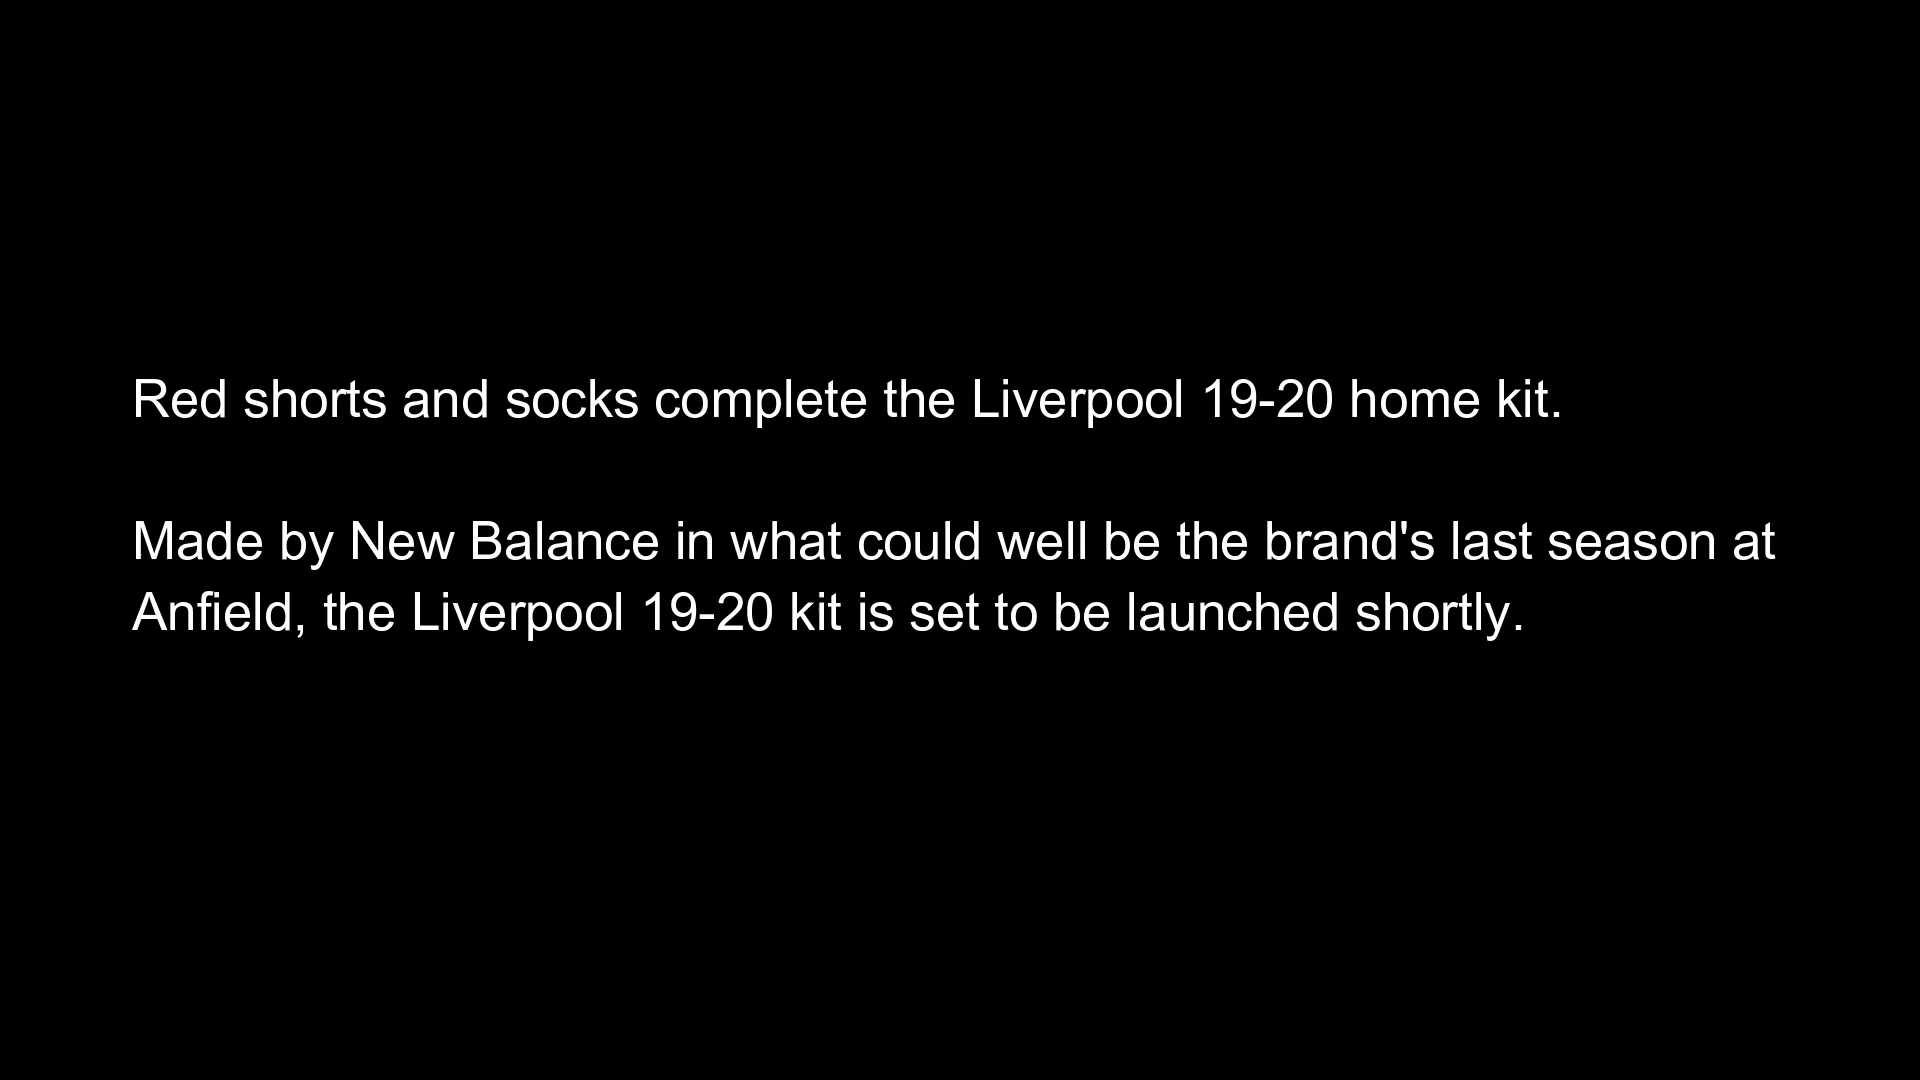 Red shorts and socks complete the Liverpool 19-20 home kit.
Made by New Balance in what could well be the brand's last season at
Anfield, the Liverpool 19-20 kit is set to be launched shortly.